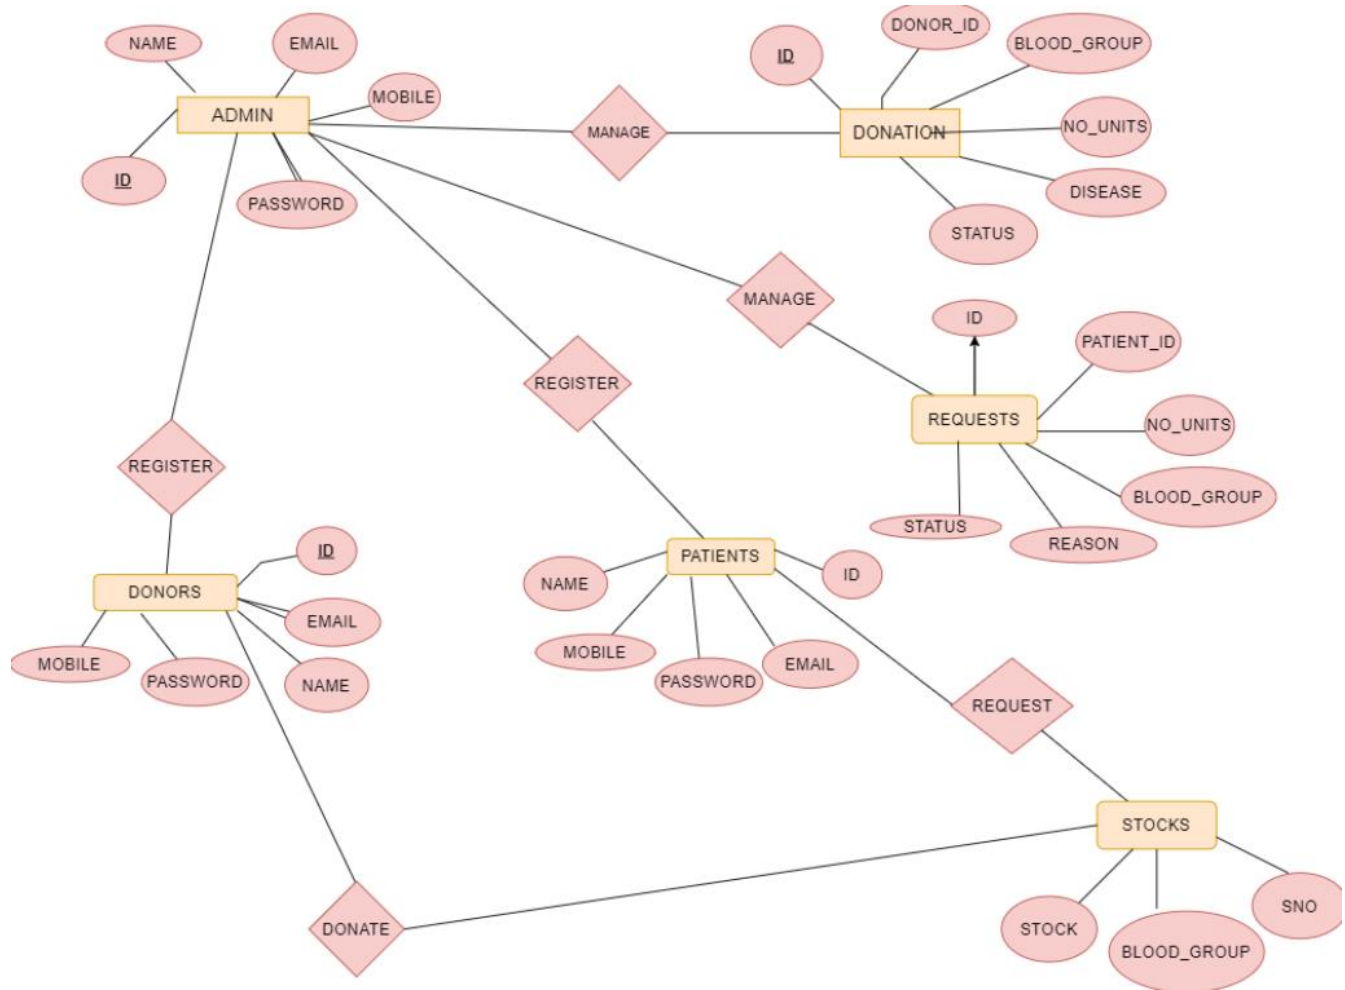 NAME
EMAIL
DONOR_ID
ID
BLOOD_GROUP
MOBILE
ADMIN
MANAGE
DONATION
NO_UNITS
ID
PASSWORD
DISEASE
STATUS
MANAGE
ID
PATIENT_ID
REGISTER
REQUESTS
NO_UNITS
REGISTER
BLOOD_GROUP
STATUS
REASON
ID
PATIENTS
ID
NAME
DONORS
EMAIL
MOBILE
PASSWORD
NAME
MOBILE
PASSWORD
EMAIL
REQUEST
STOCKS
SNO
STOCK
DONATE
BLOOD_GROUP